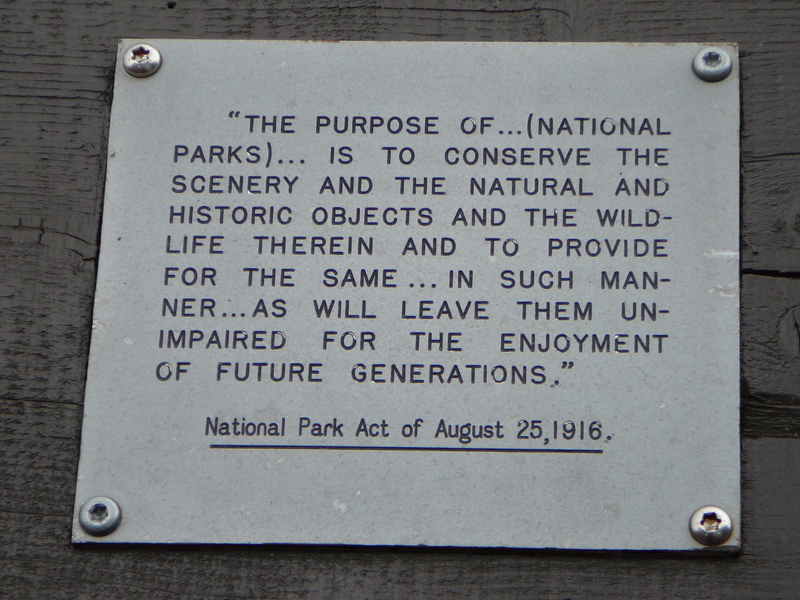 “THE PURPOSE OF...(NATIONAL
PARKS)... IS TO CONSERVE THE
SCENERY AND THE NATURAL AND
HISTORIC OBJECTS AND THE WILD-
LIFE THEREIN AND TO PROVIDE
FOR THE SAME ... IN SUCH MAN-
NER...AS WILL LEAVE THEM UN-
IMPAIRED FOR THE ENJOYMENT
OF FUTURE GENERATIONS.”
National Park Act of August 25,1916.